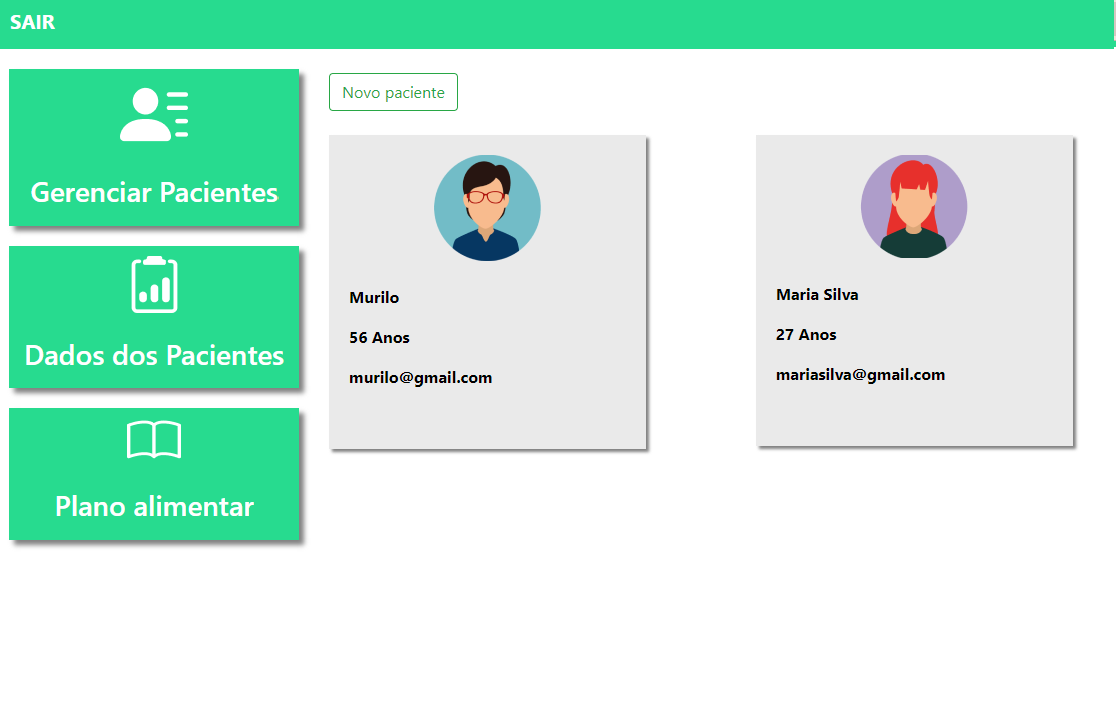 SAIR
Gerenciar Pacientes
Dados dos Pacientes
Plano alimentar
Novo paciente
Murilo
56 Anos
murilo@gmail.com
Maria Silva
27 Anos
mariasilva@gmail.com